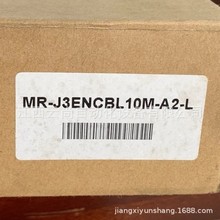 MR-J3ENCBL10M-A2-L
jiangxiyunshang.1688.com